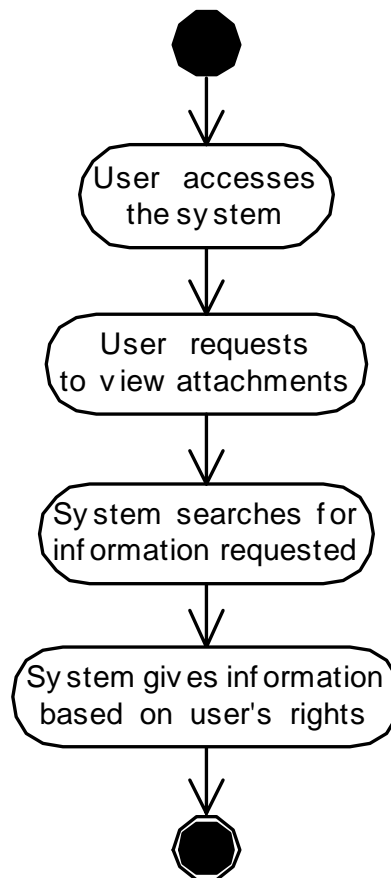 User accesses
the system
User requests
to view attachments
System searches for
information requested
System gives information
based on user's rights